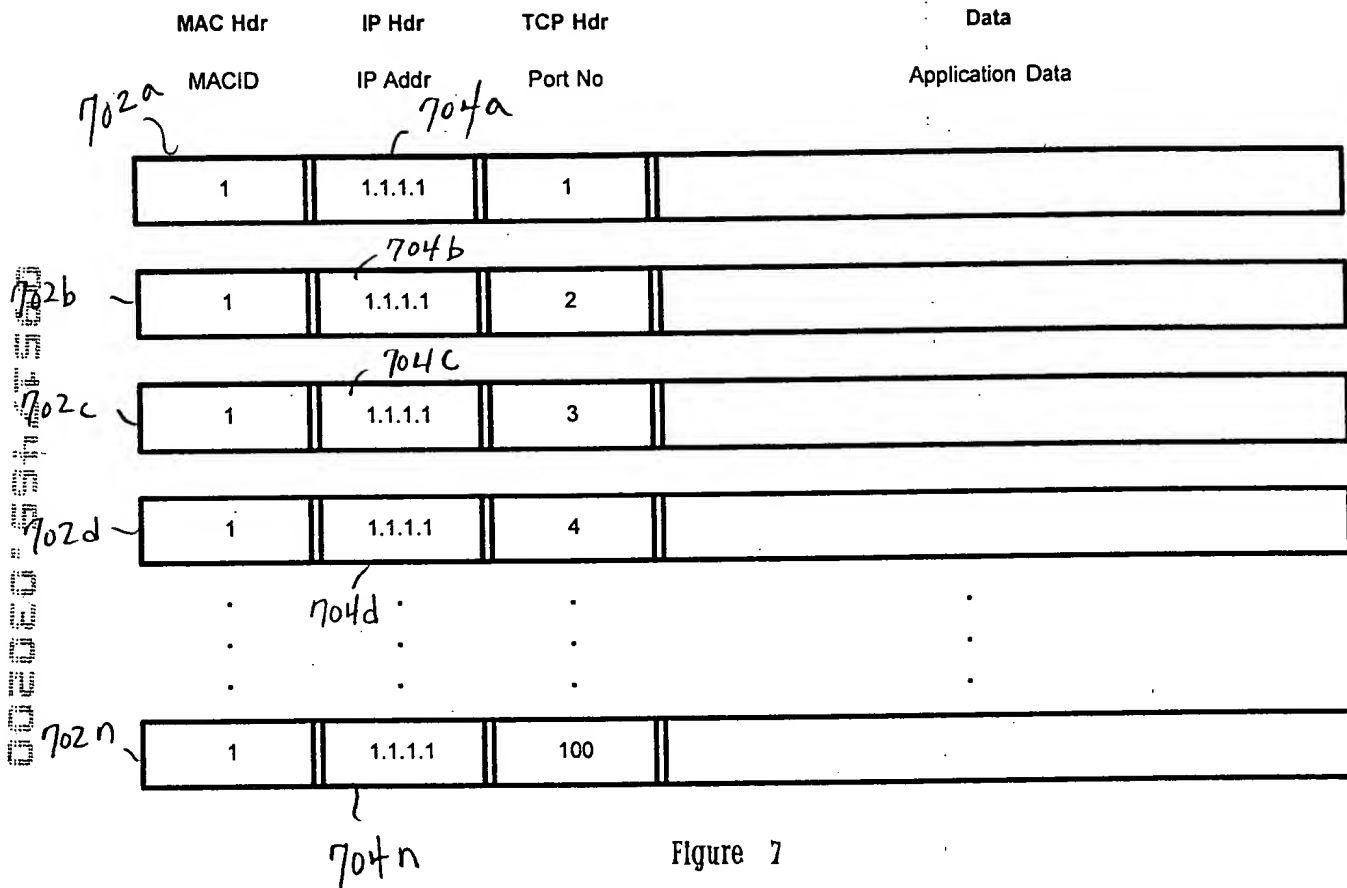 MAC Hdr IP Hdr TCP Hdr Data
MACID IP Addr Port No Application Data
702a 704a
1 1.1.1.1 1
704b
702b 1 1.1.1.1 2
704c
702c 1 1.1.1.1 3
702d 1 1.1.1.1 4
704d
702n 1 1.1.1.1 100
704n
Figure 7